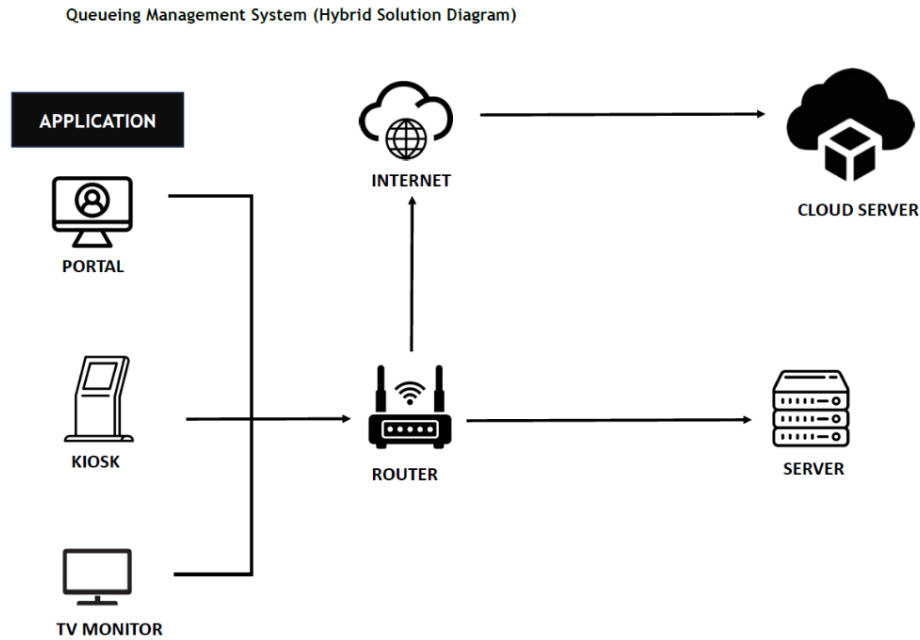 Queueing Management System (Hybrid Solution Diagram)
APPLICATION
PORTAL
KIOSK
TV MONITOR
INTERNET
ROUTER
CLOUD SERVER
SERVER